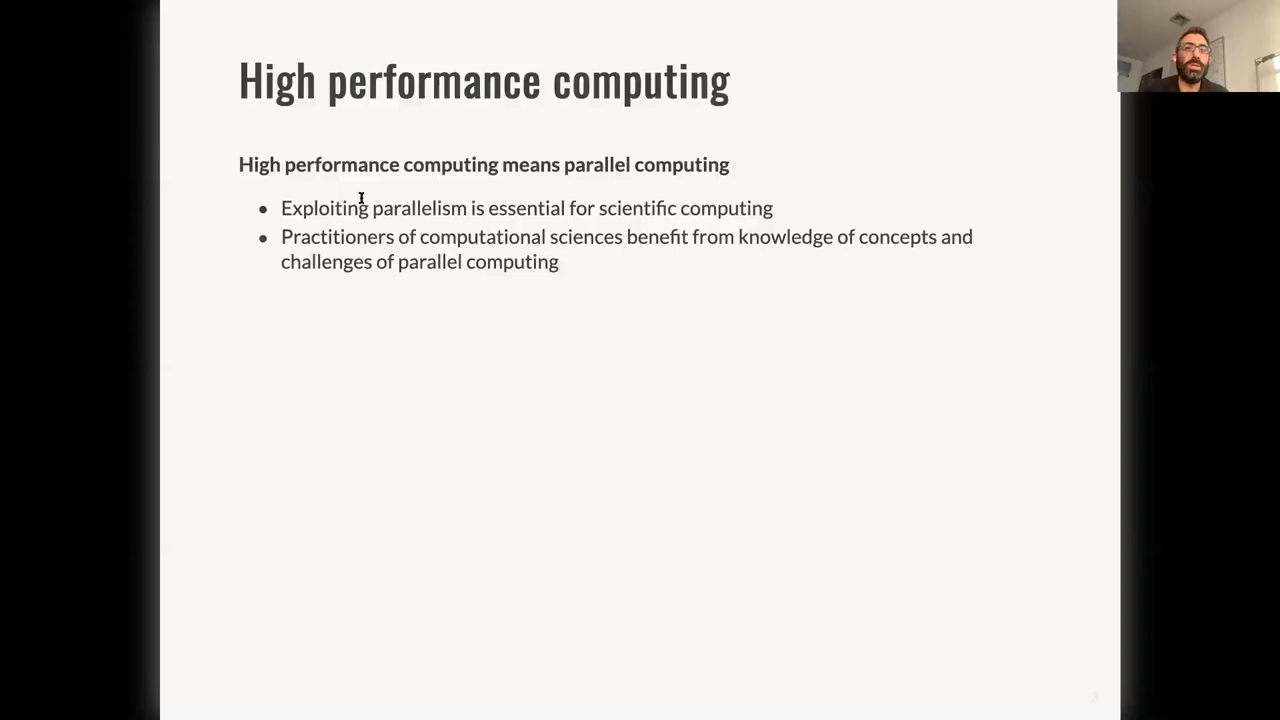 High performance computing
High performance computing means parallel computing
• Exploiting parallelism is essential for scientific computing
• Practitioners of computational sciences benefit from knowledge of concepts and
challenges of parallel computing
3